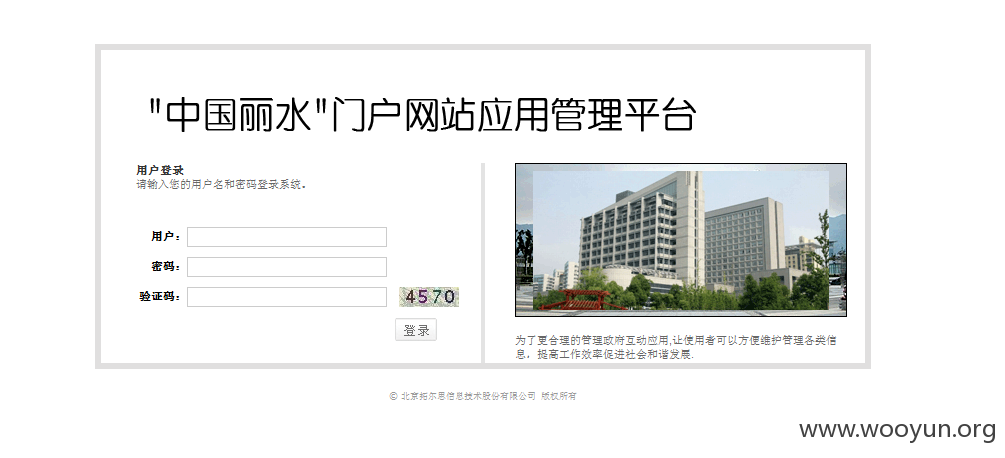 "中国丽水"门户网站应用管理平台
用户登录
请输入您的用户名和密码登录系统。
用户：
密码：
验证码：
4570
登录
为了更合理的管理政府互动应用,让使用者可以方便维护管理各类信
息，提高工作效率促进社会和谐发展.
© 北京拓尔思信息技术股份有限公司 版权所有
www.wooyun.org